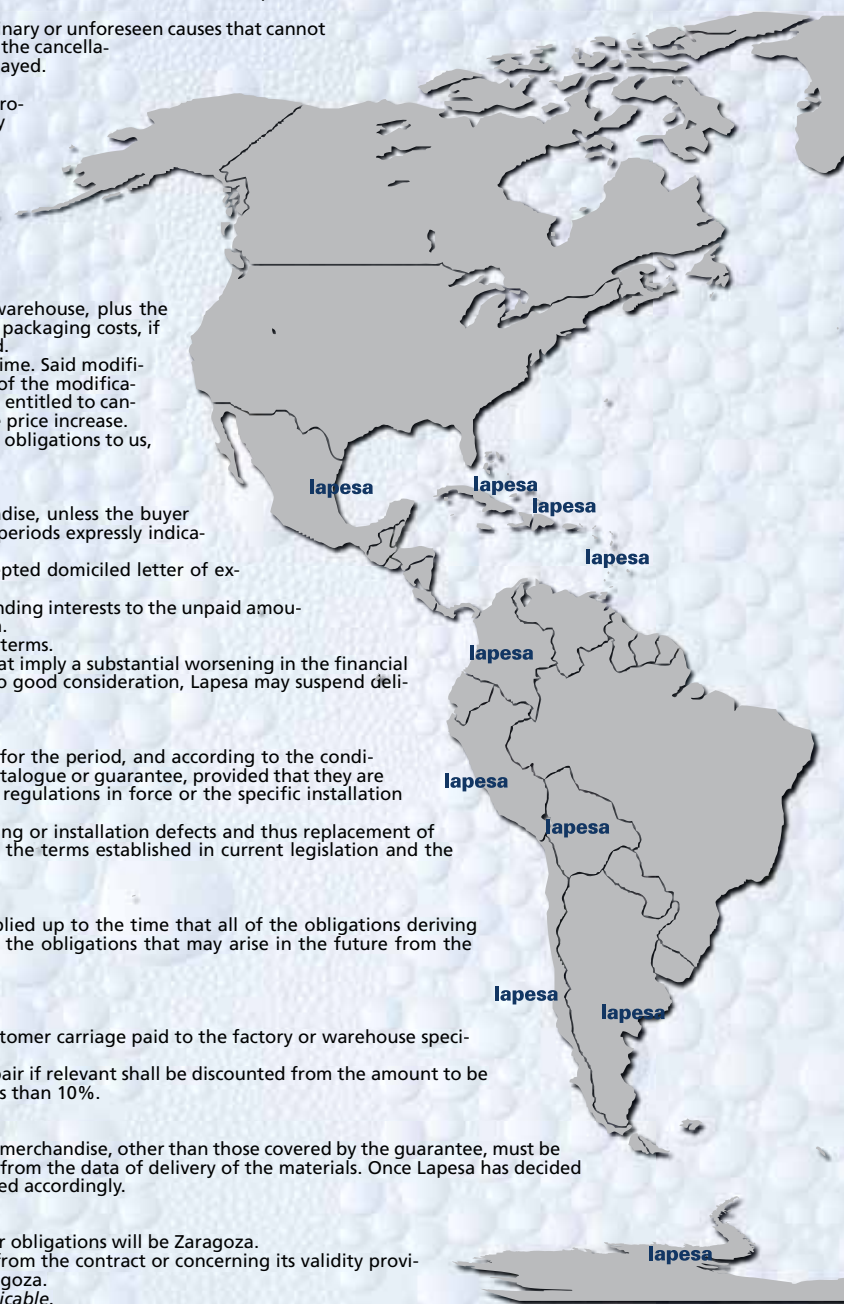 inary or unforeseen causes that cannot
the cancella-
ayed.
ro-
y
warehouse, plus the
packaging costs, if
d.
ime. Said modifi-
of the modifica-
entitled to can-
price increase.
obligations to us,
dise, unless the buyer
periods expressly indica-
epted domiciled letter of ex-
nding interests to the unpaid amou-
n.
terms.
at imply a substantial worsening in the financial
o good consideration, Lapesa may suspend deli-
for the period, and according to the condi-
talogue or guarantee, provided that they are
regulations in force or the specific installation
ng or installation defects and thus replacement of
the terms established in current legislation and the
plied up to the time that all of the obligations deriving
the obligations that may arise in the future from the
stomer carriage paid to the factory or warehouse speci-
pair if relevant shall be discounted from the amount to be
s than 10%.
merchandise, other than those covered by the guarantee, must be
from the data of delivery of the materials. Once Lapesa has decided
ed accordingly.
r obligations will be Zaragoza.
from the contract or concerning its validity provi-
goza.
icable.
lapesa
lapesa
lapesa
lapesa
lapesa
lapesa
lapesa
lapesa
lapesa
lapesa